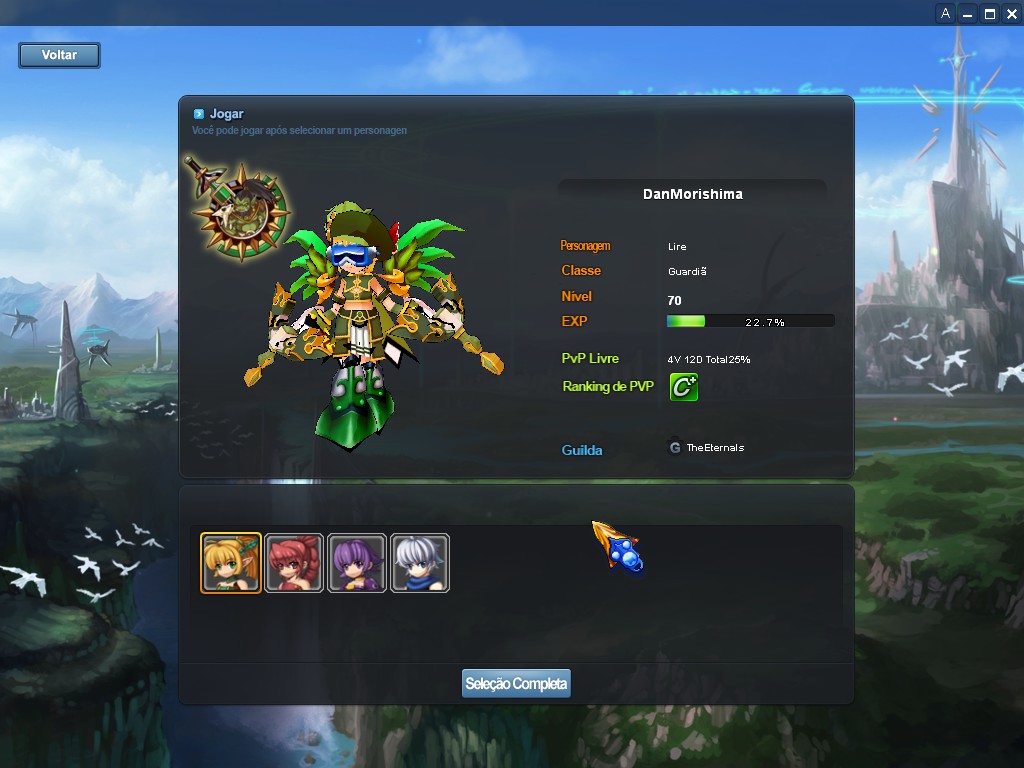 A
Voltar
Jogar
Você pode jogar após selecionar um personagen
DanMorishima
Personagem Lire
Classe Guardiã
Nível 70
EXP 22.7%
PvP Livre 4V 12D Total25%
Ranking de PVP C+
Guilda G TheEternals
Seleção Completa